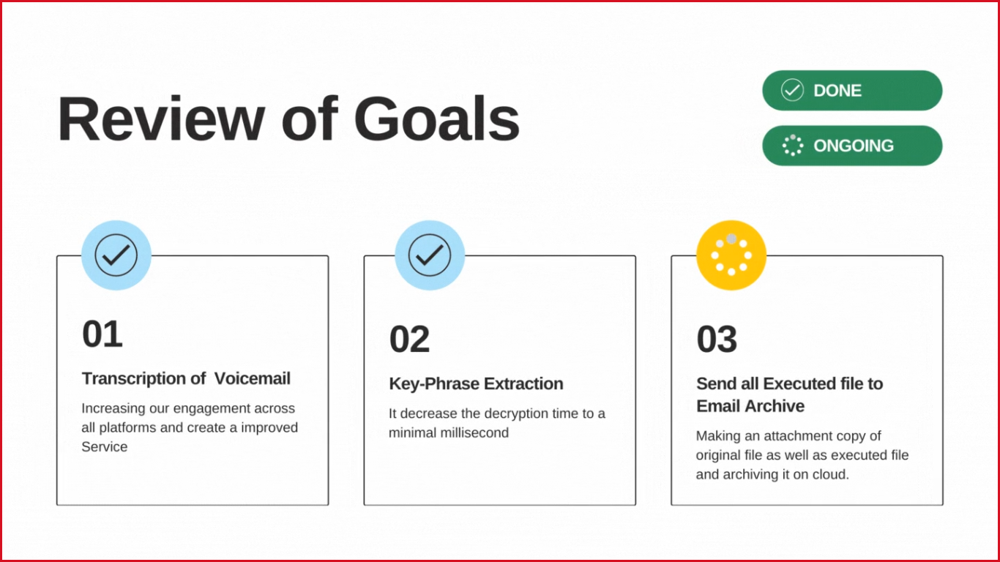 Review of Goals
DONE
ONGOING
01
Transcription of  Voicemail
Increasing our engagement across
all platforms and create a improved
Service
02
Key-Phrase Extraction
It decrease the decryption time to a
minimal millisecond
03
Send all Executed file to
Email Archive
Making an attachment copy of
original file as well as executed file
and archiving it on cloud.